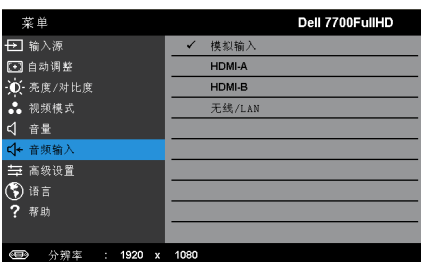 菜单 Dell 7700FullHD
输入源 ✓ 模拟输入
自动调整 HDMI-A
亮度/对比度 HDMI-B
视频模式 无线/LAN
音量
音频输入
高级设置
语言
? 帮助
分辨率 : 1920 x 1080